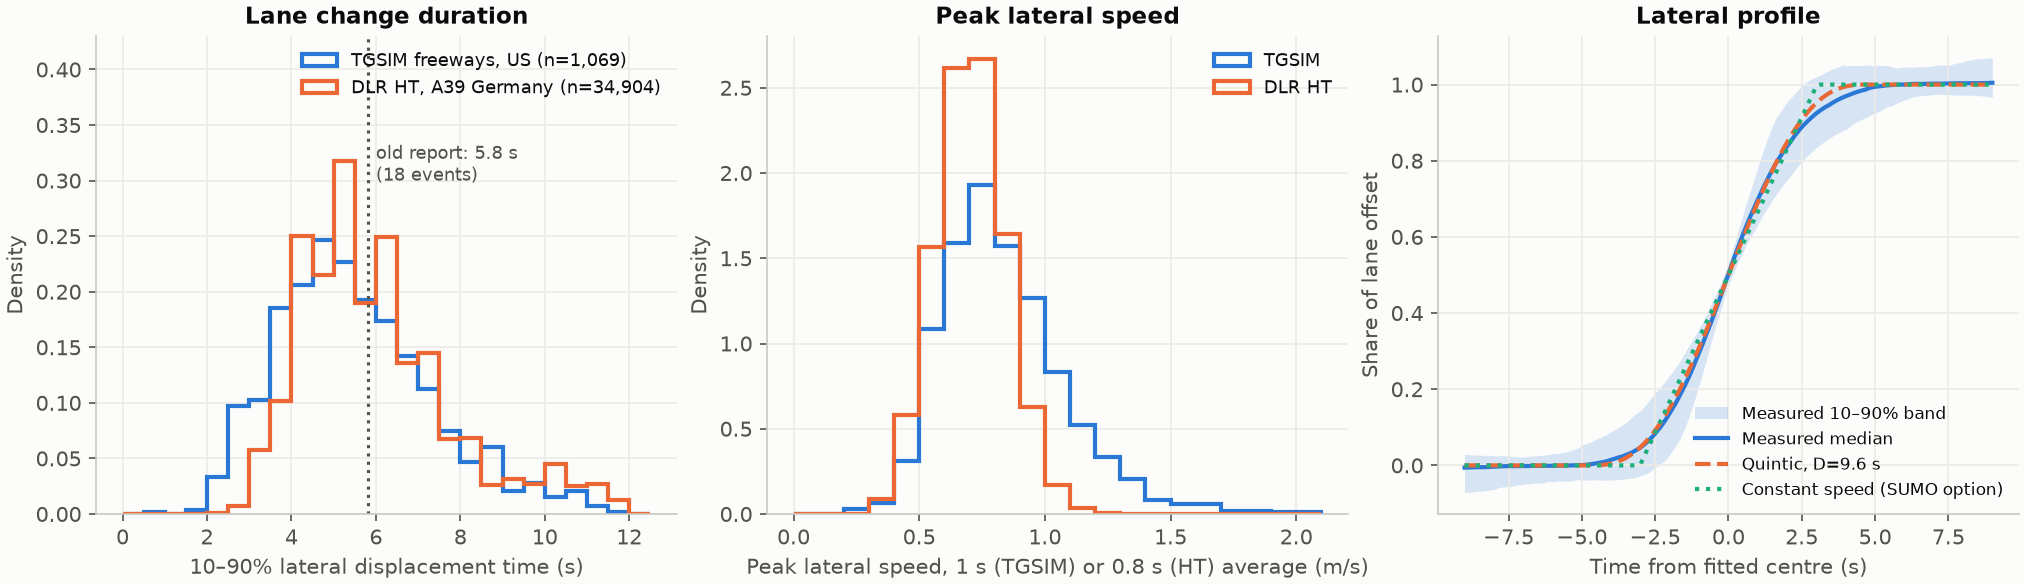 Lane change duration
TGSIM freeways, US (n=1,069)
DLR HT, A39 Germany (n=34,904)
old report: 5.8 s
(18 events)
Density
0.40
0.35
0.30
0.25
0.20
0.15
0.10
0.05
0.00
0 2 4 6 8 10 12
10–90% lateral displacement time (s)
Peak lateral speed
TGSIM
DLR HT
Density
2.5
2.0
1.5
1.0
0.5
0.0
0.0 0.5 1.0 1.5 2.0
Peak lateral speed, 1 s (TGSIM) or 0.8 s (HT) average (m/s)
Lateral profile
Share of lane offset
1.0
0.8
0.6
0.4
0.2
0.0
Measured 10–90% band
Measured median
Quintic, D=9.6 s
Constant speed (SUMO option)
−7.5 −5.0 −2.5 0.0 2.5 5.0 7.5
Time from fitted centre (s)